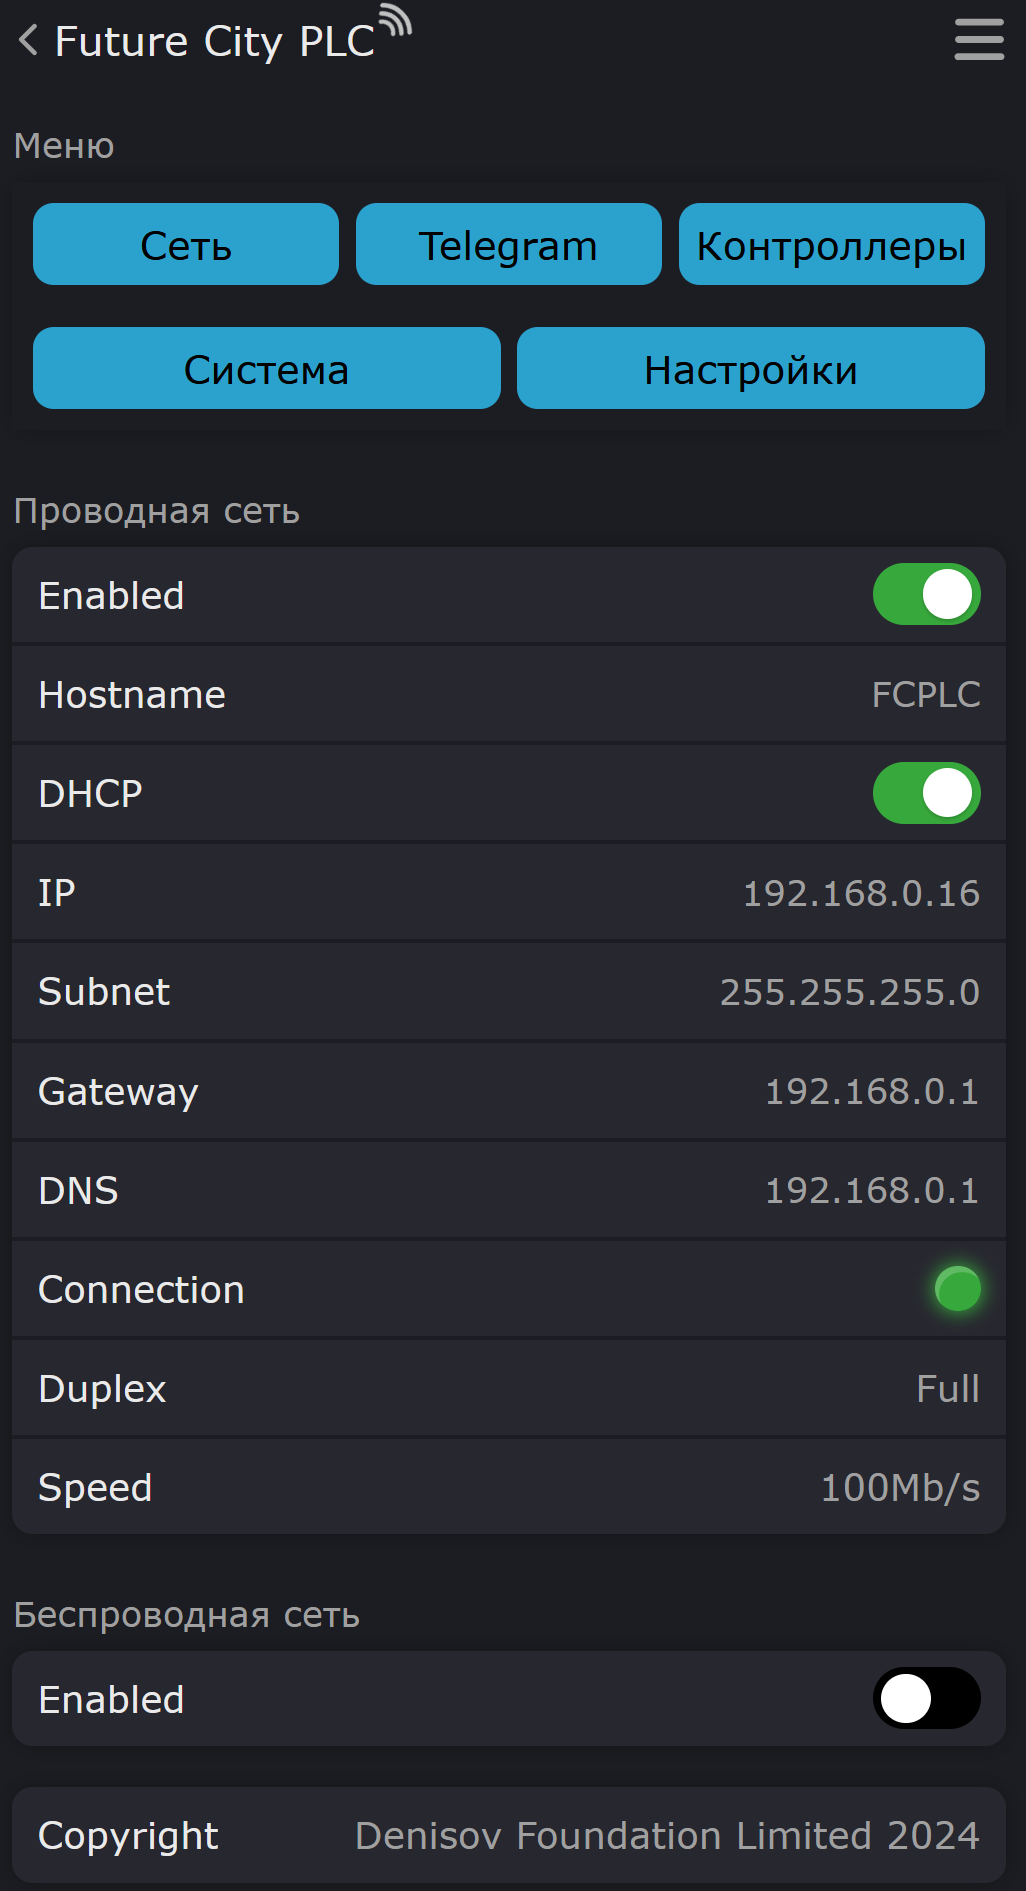 Future City PLC
Меню
Сеть Telegram Контроллеры
Система Настройки
Проводная сеть
Enabled
Hostname FCPLC
DHCP
IP 192.168.0.16
Subnet 255.255.255.0
Gateway 192.168.0.1
DNS 192.168.0.1
Connection
Duplex Full
Speed 100Mb/s
Беспроводная сеть
Enabled
Copyright Denisov Foundation Limited 2024